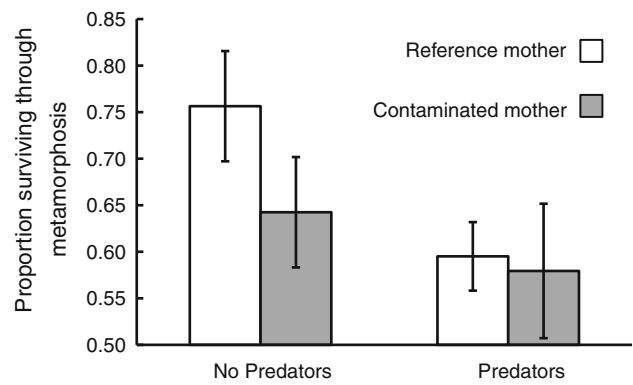 Proportion surviving through
metamorphosis
0.85
0.80
0.75
0.70
0.65
0.60
0.55
0.50
Reference mother
Contaminated mother
No Predators
Predators